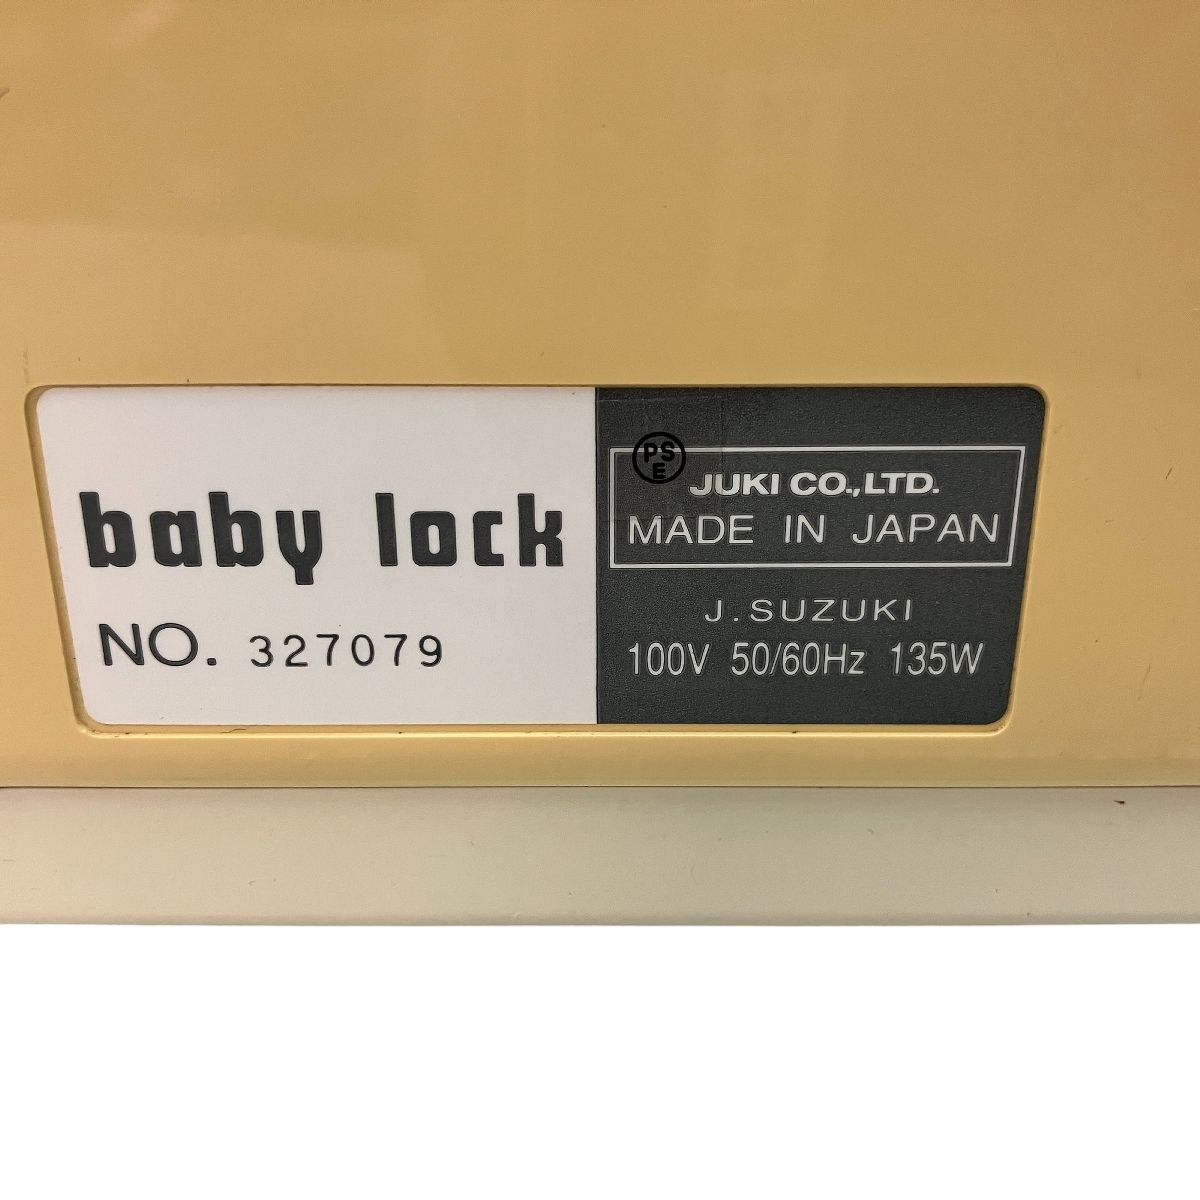 baby lock
NO. 327079
PS
E
JUKI CO.,LTD.
MADE IN JAPAN
J.SUZUKI
100V 50/60Hz 135W